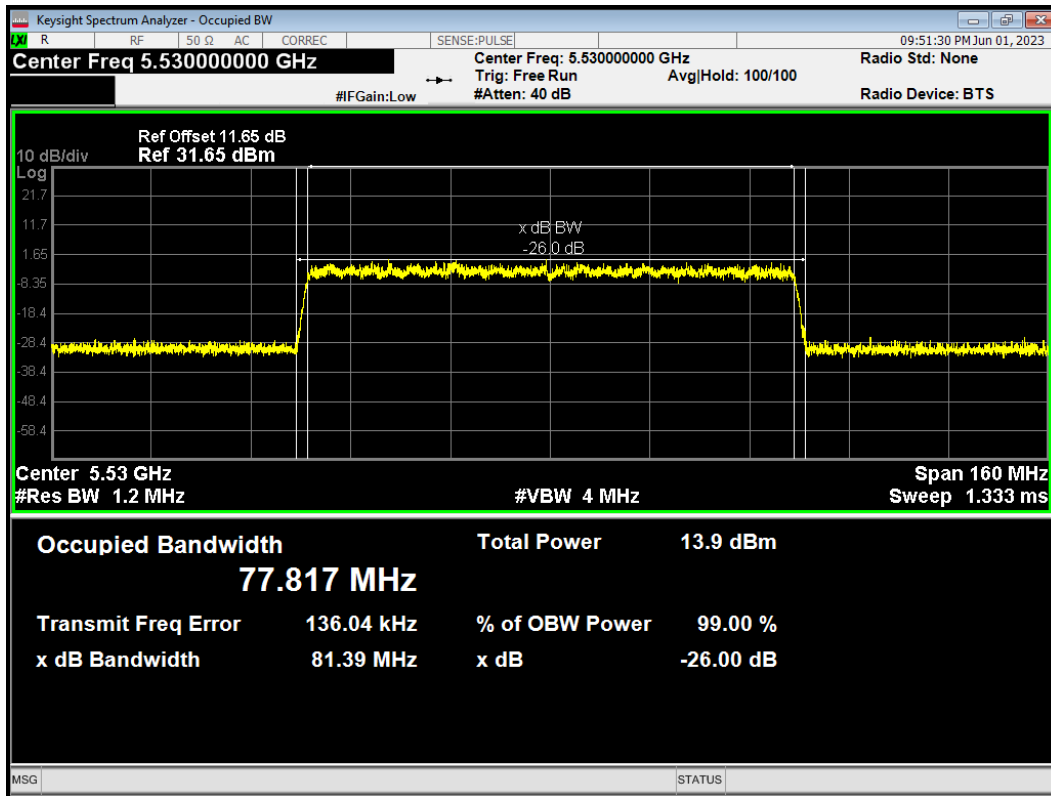 Keysight Spectrum Analyzer - Occupied BW
LXI R RF 50 Ω AC CORREC SENSE:PULSE 09:51:30 PM Jun 01, 2023
Center Freq 5.530000000 GHz
Center Freq: 5.530000000 GHz
Radio Std: None
Trig: Free Run Avg|Hold: 100/100
#IFGain:Low
#Atten: 40 dB
Radio Device: BTS
Ref Offset 11.65 dB
10 dB/div Ref 31.65 dBm
Log
21.7
11.7
x dB BW
1.65
-26.0 dB
-8.35
-18.4
-28.4
-38.4
-48.4
-58.4
Center 5.53 GHz Span 160 MHz
#Res BW 1.2 MHz #VBW 4 MHz Sweep 1.333 ms
Occupied Bandwidth Total Power 13.9 dBm
77.817 MHz
Transmit Freq Error 136.04 kHz % of OBW Power 99.00 %
x dB Bandwidth 81.39 MHz x dB -26.00 dB
MSG STATUS